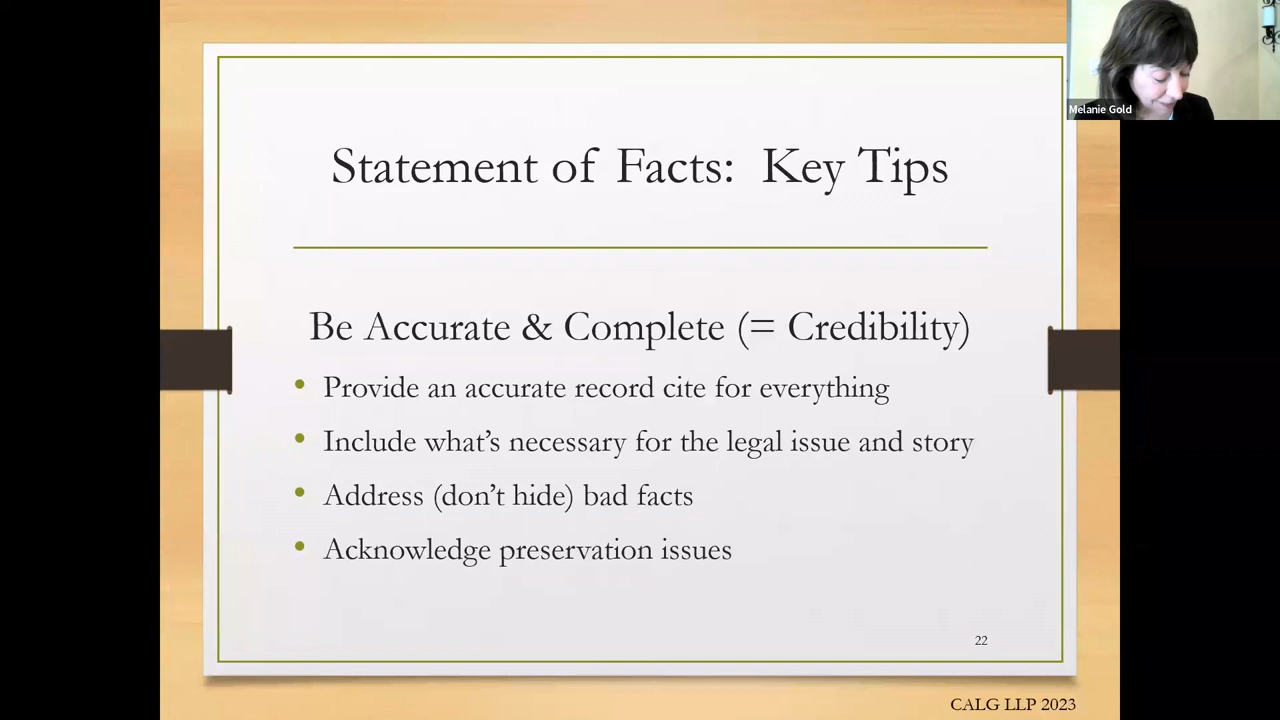 Melanie Gold
Statement of Facts: Key Tips
Be Accurate & Complete (= Credibility)
• Provide an accurate record cite for everything
• Include what’s necessary for the legal issue and story
• Address (don’t hide) bad facts
• Acknowledge preservation issues
22
CALG LLP 2023